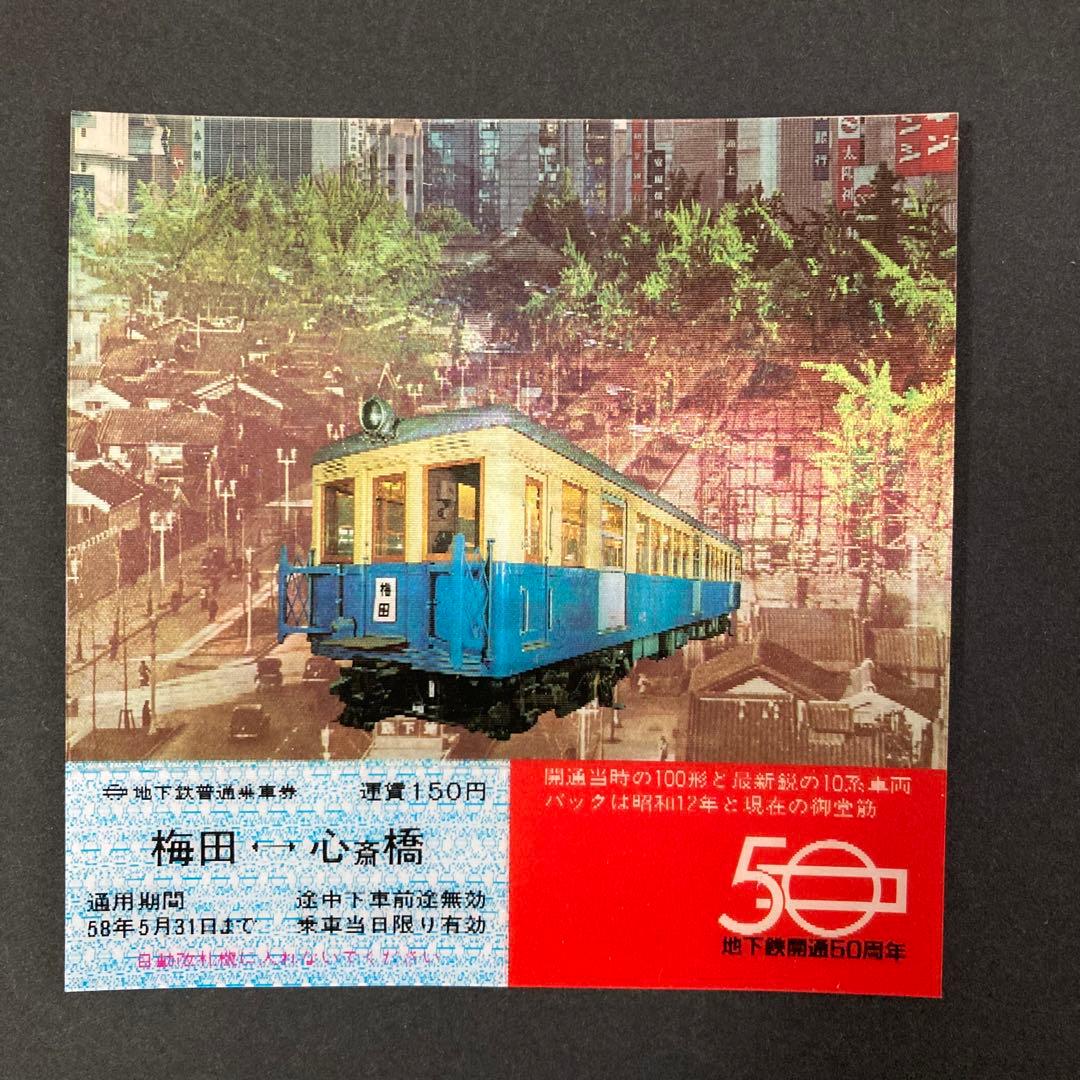 銀行
太陽神
梅田
地下鉄普通乗車券 運賃150円
梅田 ↔ 心斎橋
通用期間 途中下車前途無効
58年5月31日まで 乗車当日限り有効
自動改札機に入れないでください
開通当時の100形と最新鋭の10系車両
バックは昭和12年と現在の御堂筋
50
地下鉄開通50周年